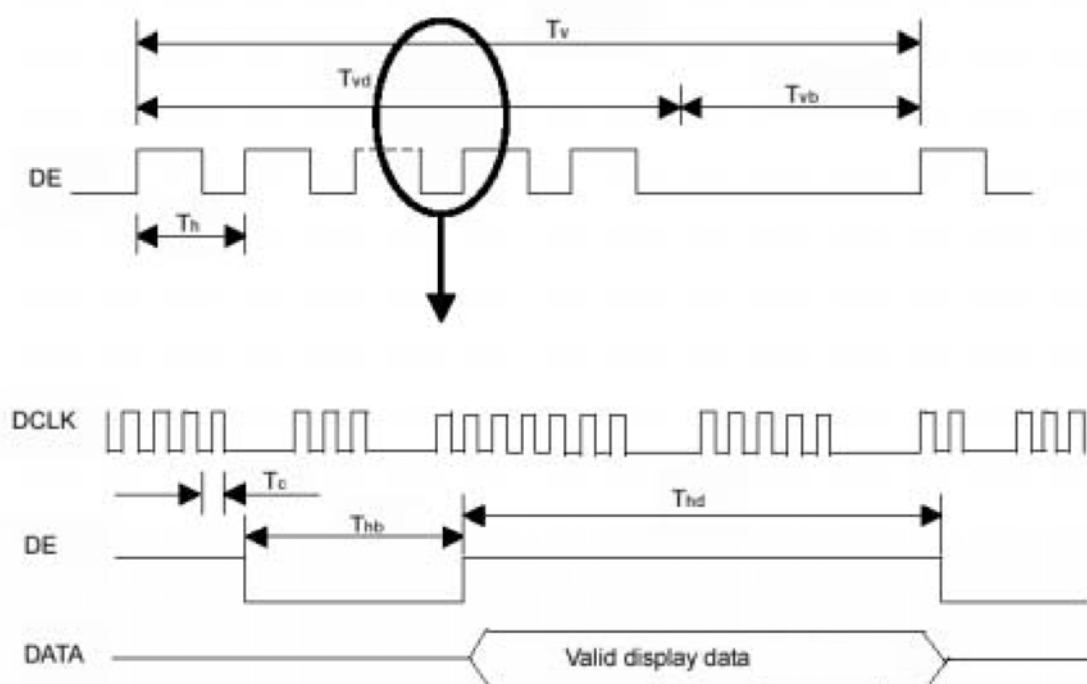 Tv
Tvd
Tvb
DE
Th
DCLK
Tc
Thb
Thd
DE
DATA
Valid display data